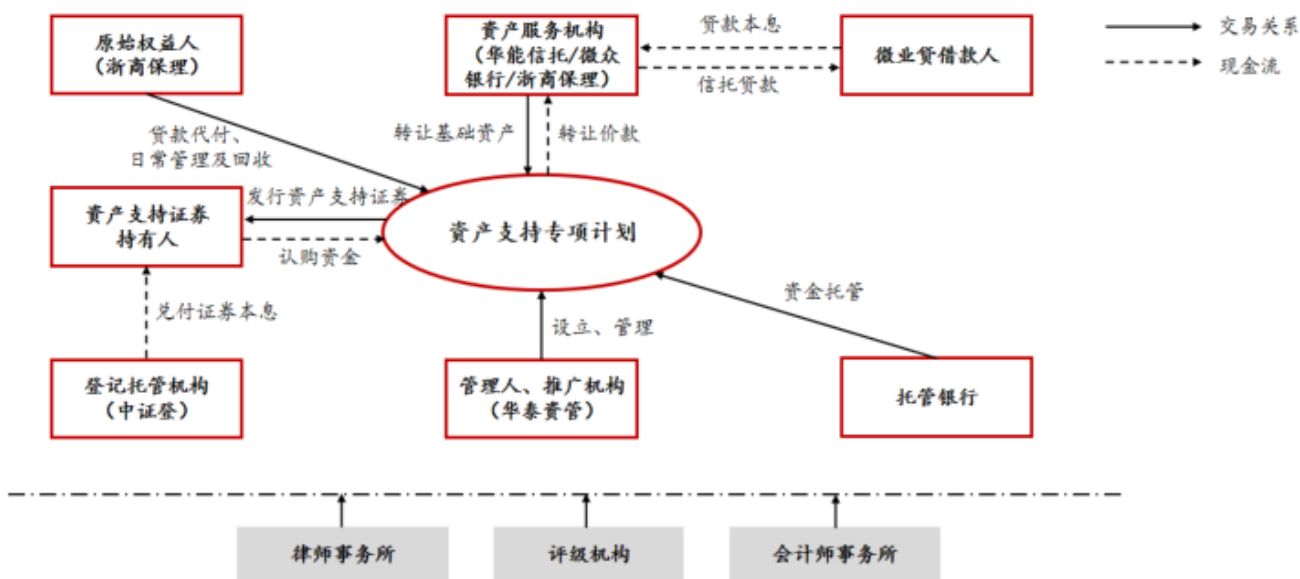 原始权益人
（浙商保理）
资产服务机构
（华能信托/微众
银行/浙商保理）
贷款本息
信托贷款
微业贷借款人
交易关系
现金流
贷款代付、
日常管理及回收
转让基础资产
转让价款
发行资产支持证券
资产支持证券
持有人
认购资金
资产支持专项计划
兑付证券本息
设立、管理
资金托管
登记托管机构
（中证登）
管理人、推广机构
（华泰资管）
托管银行
律师事务所
评级机构
会计师事务所